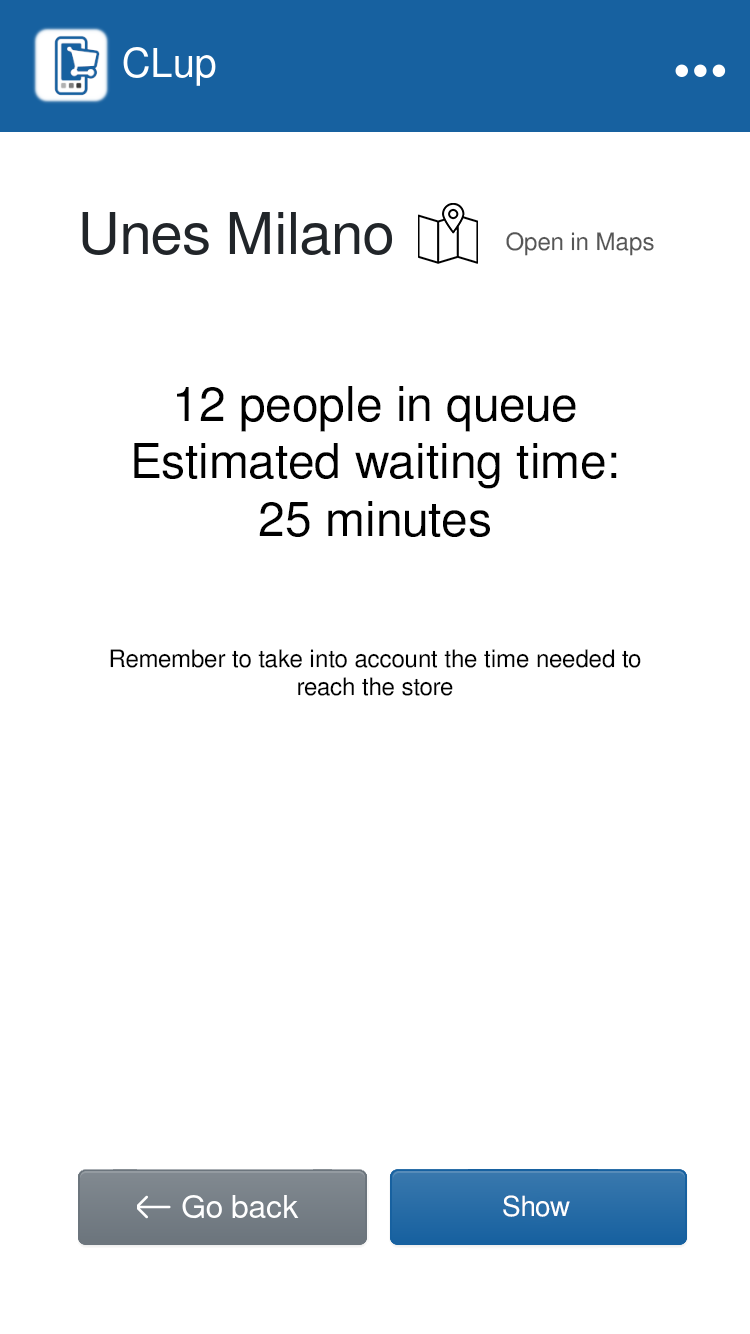 CLup
Unes Milano
Open in Maps
12 people in queue
Estimated waiting time:
25 minutes
Remember to take into account the time needed to
reach the store
Go back
Show